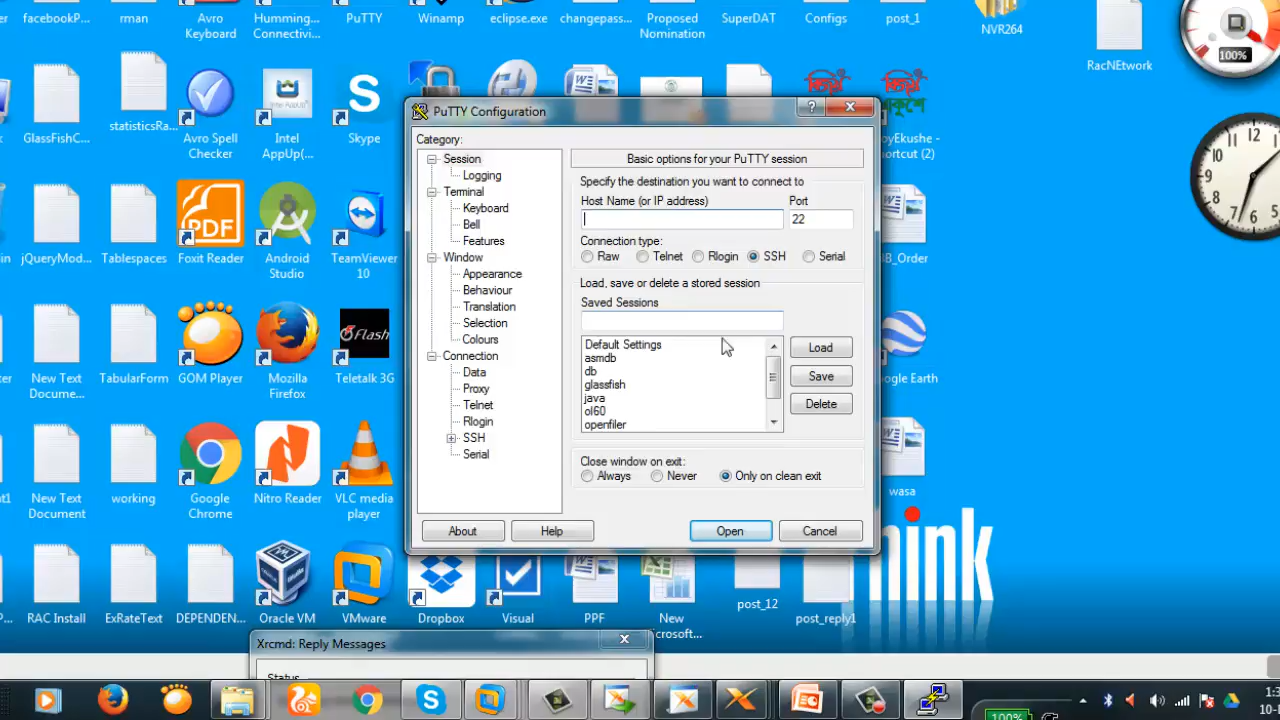 facebookP...
rman
Avro
Keyboard
Humming...
Connectivi...
PuTTY
Winamp
eclipse.exe
changepass...
Proposed
Nomination
SuperDAT
Configs
post_1
NVR264
RacNEtwork
100%
GlassFishC...
statisticsRa...
Avro Spell
Checker
Intel
AppUp(...
Skype
PuTTY Configuration
Category:
Session
Logging
Terminal
Keyboard
Bell
Features
Window
Appearance
Behaviour
Translation
Selection
Colours
Connection
Data
Proxy
Telnet
Rlogin
SSH
Serial
Basic options for your PuTTY session
Specify the destination you want to connect to
Host Name (or IP address)
Port
22
Connection type:
Raw
Telnet
Rlogin
SSH
Serial
Load, save or delete a stored session
Saved Sessions
Default Settings
asmdb
db
glassfish
java
ol60
openfiler
Load
Save
Delete
Close window on exit:
Always
Never
Only on clean exit
About
Help
Open
Cancel
jQueryMod...
Tablespaces
PDF
Foxit Reader
Android
Studio
TeamViewer
10
12
New Text
Docume...
TabularForm
GOM Player
Mozilla
Firefox
Flash
Teletalk 3G
New Text
Document
working
Google
Chrome
Nitro Reader
VLC media
player
wasa
RAC Install
ExRateText
DEPENDEN...
Oracle VM
VMware
Dropbox
Visual
PPF
New
icrosoft...
post_12
post_reply1
Xrcmd: Reply Messages
Status
100%